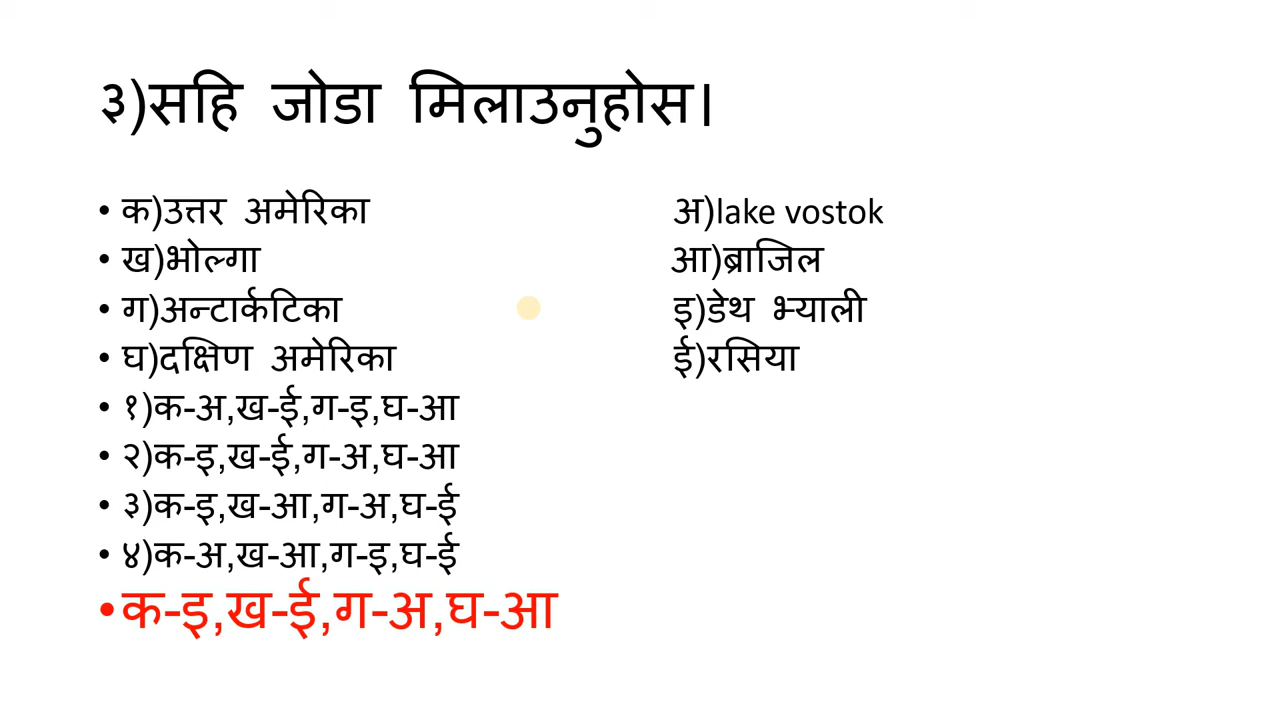 ३)सहि जोडा मिलाउनुहोस।
• क)उत्तर अमेरिका अ)lake vostok
• ख)भोल्गा आ)ब्राजिल
• ग)अन्टार्कटिका इ)डेथ भ्याली
• घ)दक्षिण अमेरिका ई)रसिया
• १)क-अ,ख-ई,ग-इ,घ-आ
• २)क-इ,ख-ई,ग-अ,घ-आ
• ३)क-इ,ख-आ,ग-अ,घ-ई
• ४)क-अ,ख-आ,ग-इ,घ-ई
•क-इ,ख-ई,ग-अ,घ-आ